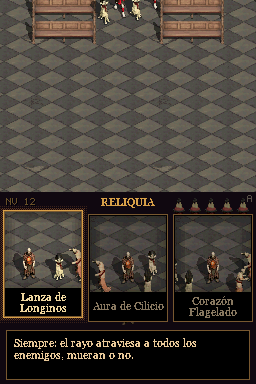 NV 12
RELIQUIA
A
Lanza de
Longinos
Aura de Cilicio
Corazón
Flagelado
Siempre: el rayo atraviesa a todos los
enemigos, mueran o no.